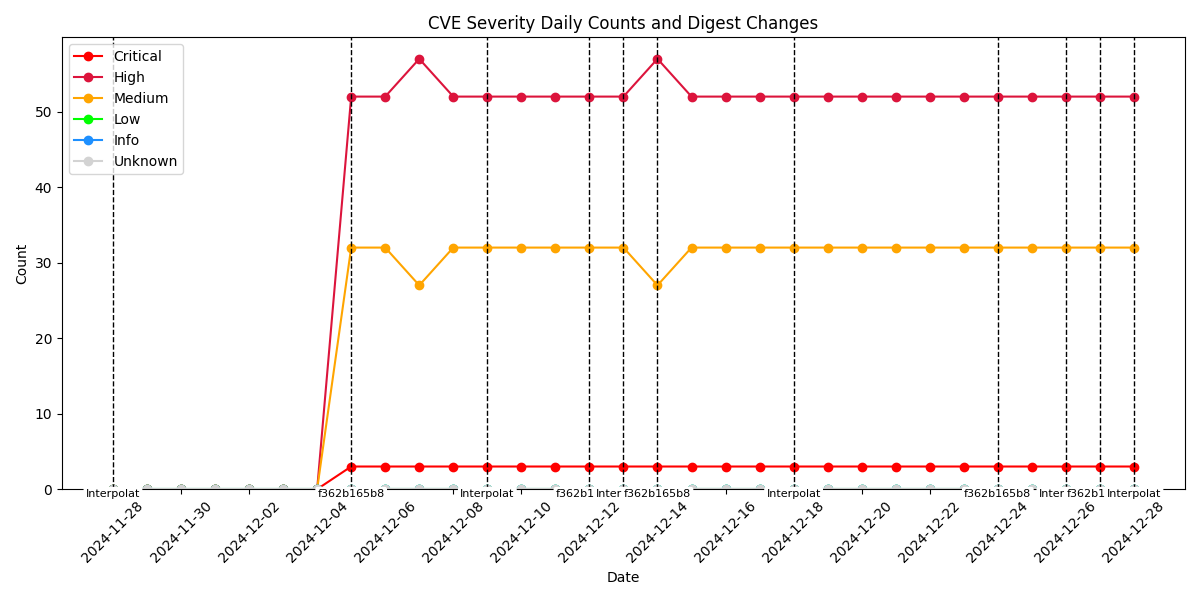 CVE Severity Daily Counts and Digest Changes
Critical
High
Medium
Low
Info
Unknown
Count
50
40
30
20
10
0
Interpolat
f362b165b8
Interpolat
f362b1
Inter
f362b165b8
Interpolat
f362b165b8
Inter
f362b1
Interpolat
2024-11-28
2024-11-30
2024-12-02
2024-12-04
2024-12-06
2024-12-08
2024-12-10
2024-12-12
2024-12-14
2024-12-16
2024-12-18
2024-12-20
2024-12-22
2024-12-24
2024-12-26
2024-12-28
Date